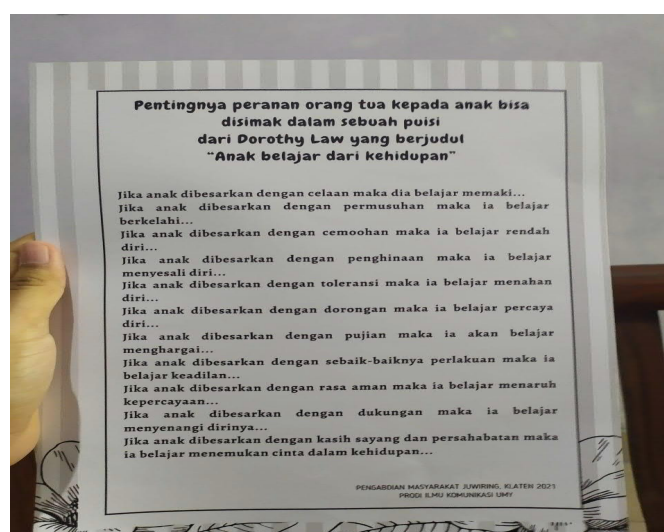 Pentingnya peranan orang tua kepada anak bisa
disimak dalam sebuah puisi
dari Dorothy Law yang berjudul
"Anak belajar dari kehidupan"
Jika anak dibesarkan dengan celaan maka dia belajar memaki...
Jika anak dibesarkan dengan permusuhan maka ia belajar
berkelahi...
Jika anak dibesarkan dengan cemoohan maka ia belajar rendah
diri...
Jika anak dibesarkan dengan penghinaan maka ia belajar
menyesali diri...
Jika anak dibesarkan dengan toleransi maka ia belajar menahan
diri...
Jika anak dibesarkan dengan dorongan maka ia belajar percaya
diri...
Jika anak dibesarkan dengan pujian maka ia akan belajar
menghargai...
Jika anak dibesarkan dengan sebaik-baiknya perlakuan maka ia
belajar keadilan...
Jika anak dibesarkan dengan rasa aman maka ia belajar menaruh
kepercayaan...
Jika anak dibesarkan dengan dukungan maka ia belajar
menyenangi dirinya...
Jika anak dibesarkan dengan kasih sayang dan persahabatan maka
ia belajar menemukan cinta dalam kehidupan...
PENGABDIAN MASYARAKAT JUWIRING, KLATEN 2021
PRODI ILMU KOMUNIKASI UMY